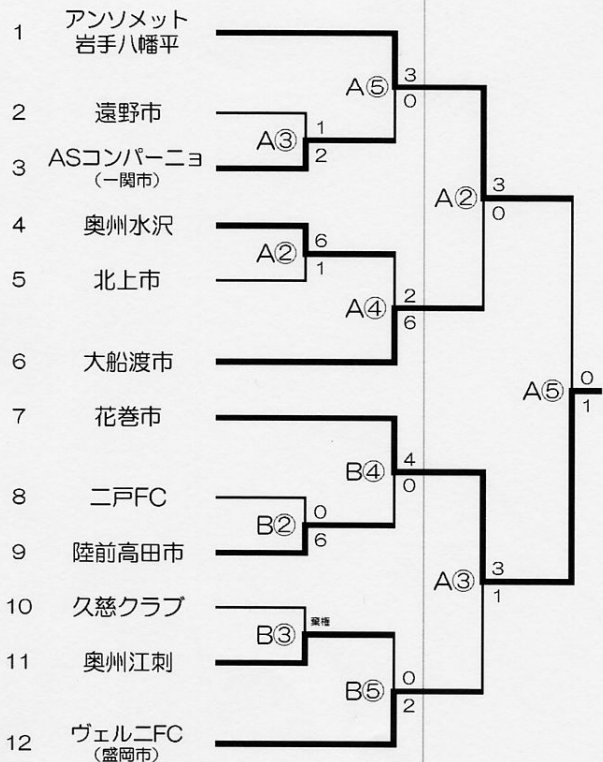 1 アンソメット
岩手八幡平
2 遠野市
3 ASコンパーニョ
（一関市）
4 奥州水沢
5 北上市
6 大船渡市
7 花巻市
8 二戸FC
9 陸前高田市
10 久慈クラブ
11 奥州江刺
12 ヴェルニFC
（盛岡市）
A③
1
2
A②
6
1
B②
0
6
B③
棄権
A⑤
3
0
A④
2
6
B④
4
0
B⑤
0
2
A②
3
0
A③
3
1
A⑤
0
1